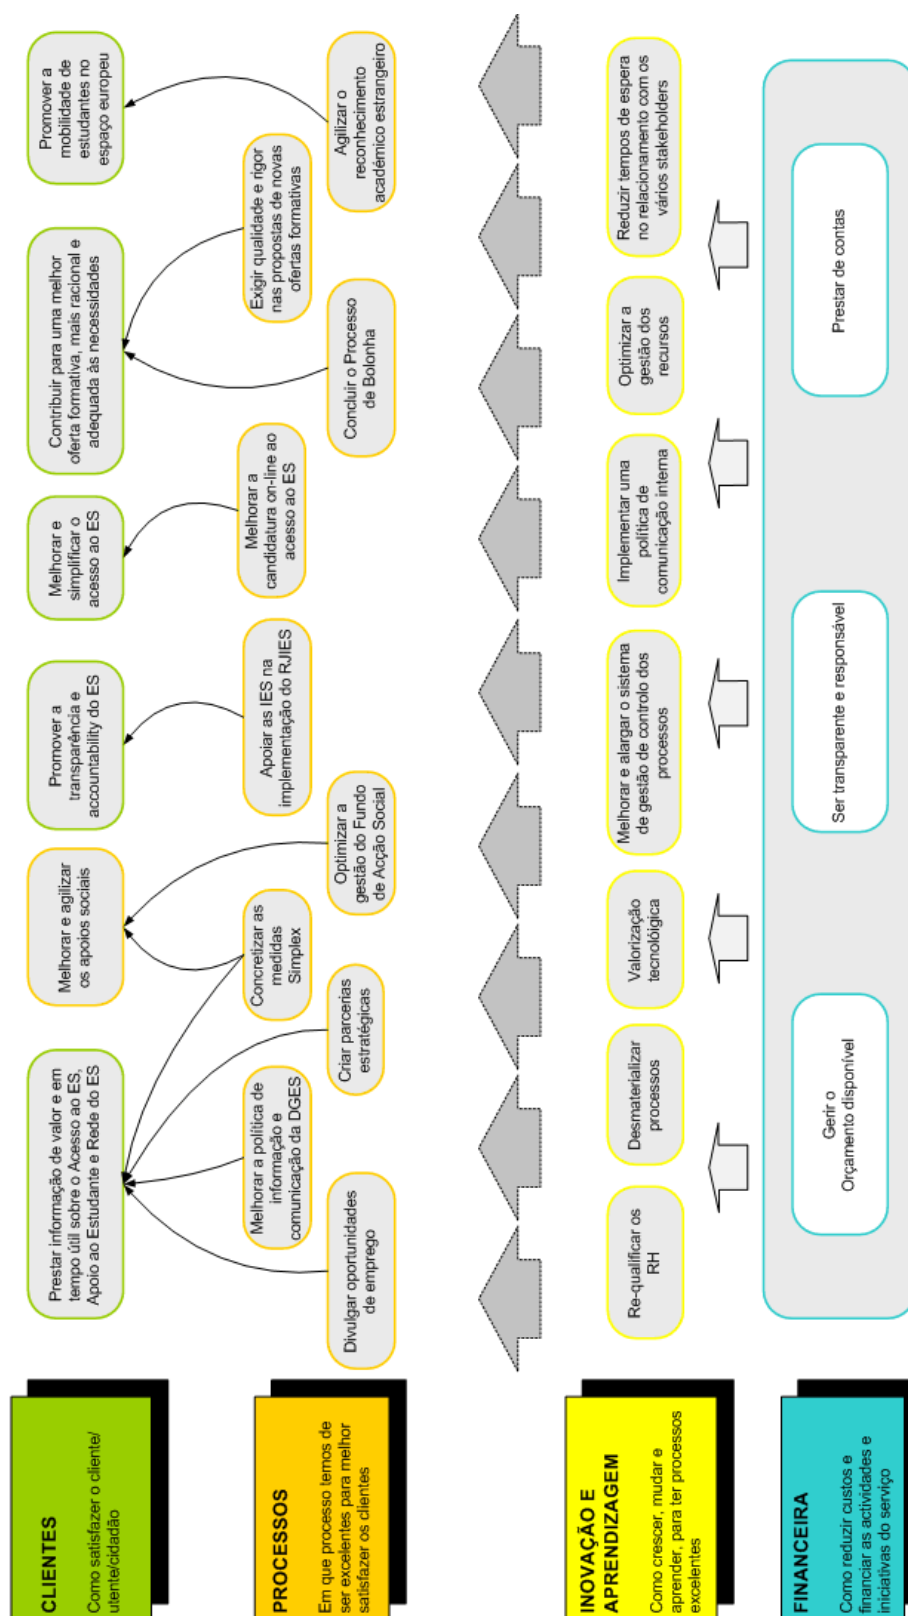 CLIENTES
Como satisfazer o cliente/
utente/cidadão
Prestar informação de valor e em
tempo útil sobre o Acesso ao ES,
Apoio ao Estudante e Rede do ES
Melhorar e agilizar
os apoios sociais
Promover a
transparência e
accountability do ES
Melhorar e
simplificar o
acesso ao ES
Contribuir para uma melhor
oferta formativa, mais racional e
adequada às necessidades
Promover a
mobilidade de
estudantes no
espaço europeu
PROCESSOS
Em que processo temos de
ser excelentes para melhor
satisfazer os clientes
Melhorar a política de
informação e
comunicação da DGES
Concretizar as
medidas
Simplex
Apoiar as IES na
implementação do RJIES
Melhorar a
candidatura on-line ao
acesso ao ES
Exigir qualidade e rigor
nas propostas de novas
ofertas formativas
Divulgar oportunidades
de emprego
Criar parcerias
estratégicas
Optimizar a
gestão do Fundo
de Acção Social
Concluir o Processo
de Bolonha
Agilizar o
reconhecimento
académico estrangeiro
INOVAÇÃO E
APRENDIZAGEM
Como crescer, mudar e
aprender, para ter processos
excelentes
Re-qualificar os
RH
Desmaterializar
processos
Valorização
tecnolóigica
Melhorar e alargar o sistema
de gestão de controlo dos
processos
Implementar uma
política de
comunicação interna
Optimizar a
gestão dos
recursos
Reduzir tempos de espera
no relacionamento com os
vários stakeholders
FINANCEIRA
Como reduzir custos e
financiar as actividades e
iniciativas do serviço
Gerir o
Orçamento disponível
Ser transparente e responsável
Prestar de contas